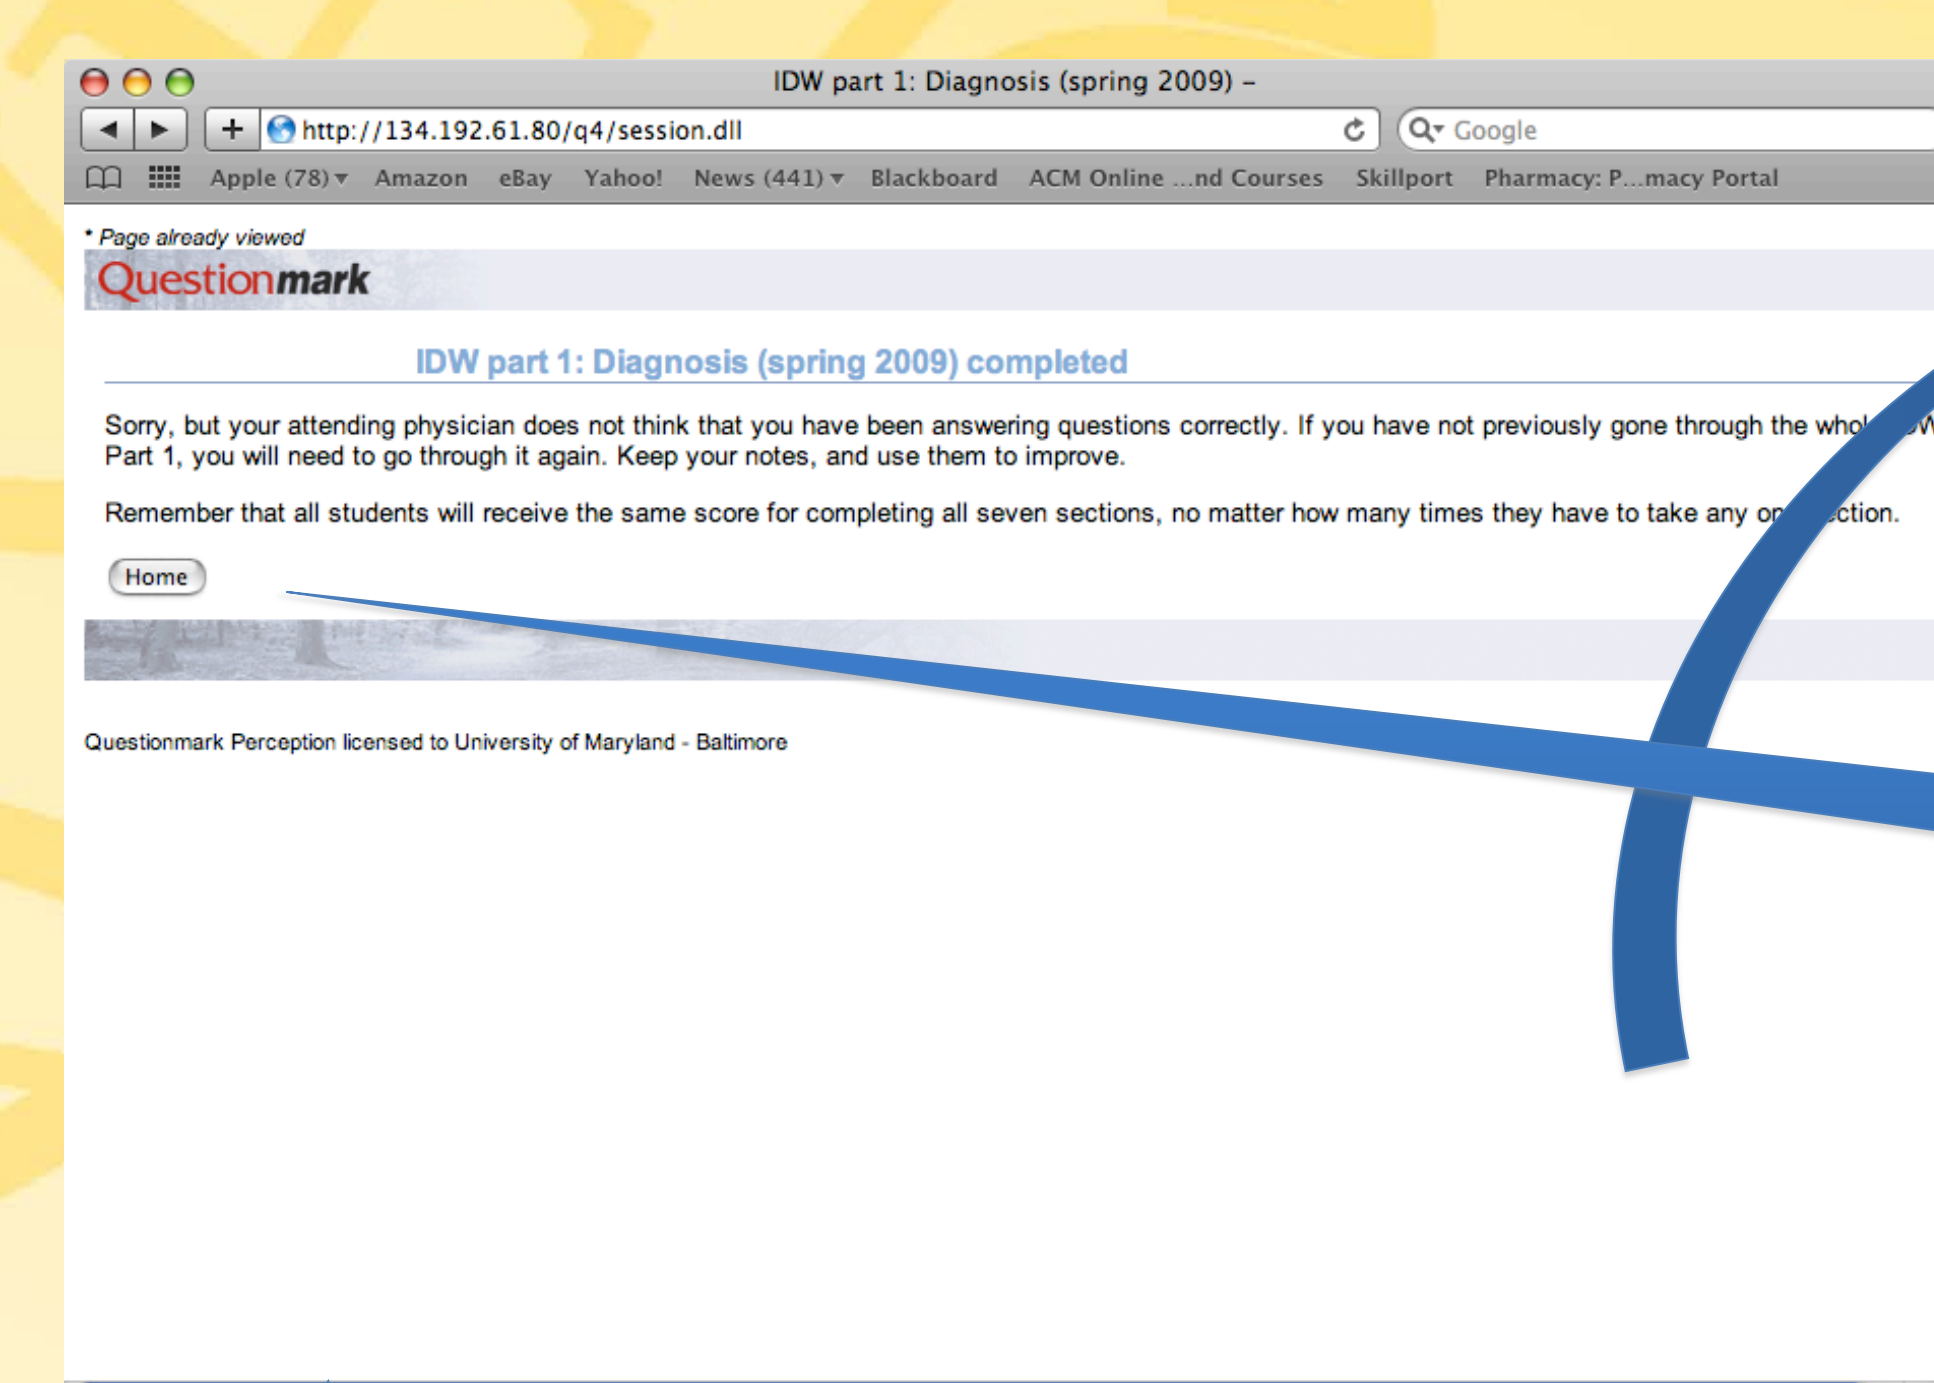 IDW part 1: Diagnosis (spring 2009) –
http://134.192.61.80/q4/session.dll
Google
Apple (78) Amazon eBay Yahoo! News (441) Blackboard ACM Online ...nd Courses Skillport Pharmacy: P...macy Portal
* Page already viewed
Questionmark
IDW part 1: Diagnosis (spring 2009) completed
Sorry, but your attending physician does not think that you have been answering questions correctly. If you have not previously gone through the
Part 1, you will need to go through it again. Keep your notes, and use them to improve.
Remember that all students will receive the same score for completing all seven sections, no matter how many times they have to take any
Home
Questionmark Perception licensed to University of Maryland - Baltimore